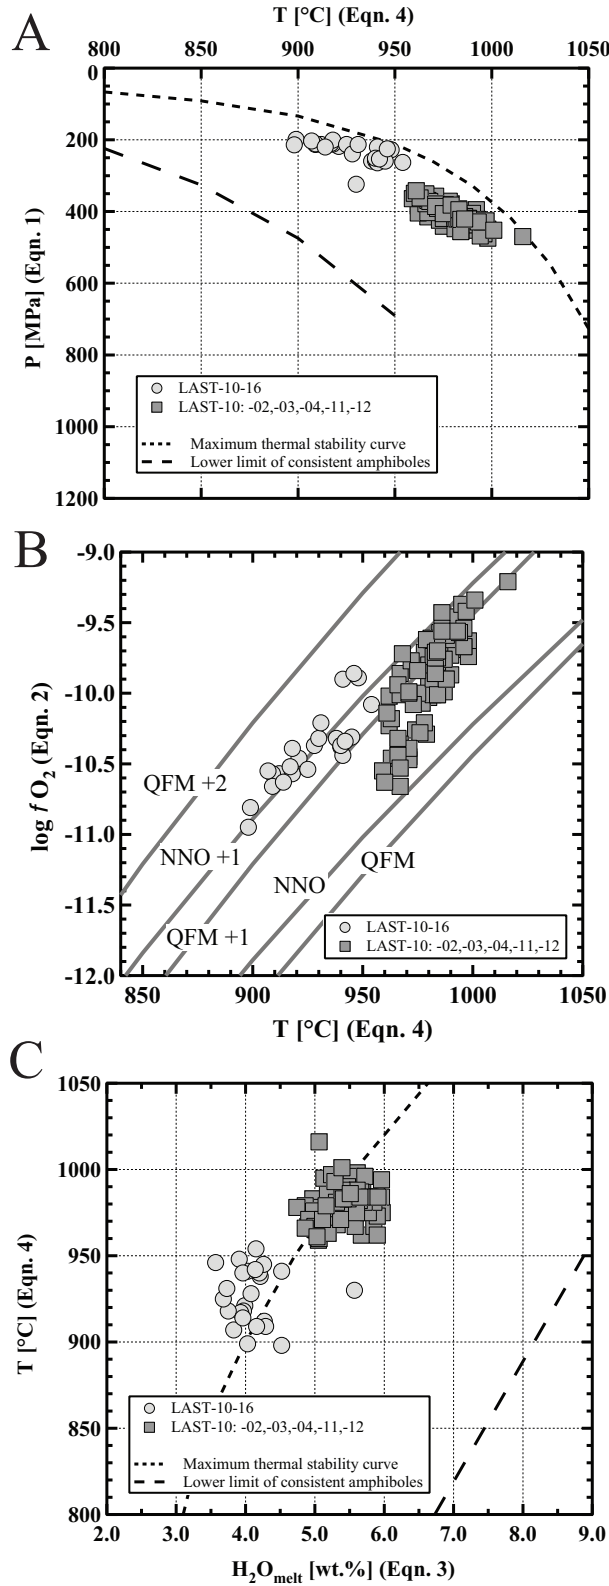 A
T [°C] (Eqn. 4)
800 850 900 950 1000 1050
0
200
400
600
800
1000
1200
P [MPa] (Eqn. 1)
LAST-10-16
LAST-10: -02,-03,-04,-11,-12
Maximum thermal stability curve
Lower limit of consistent amphiboles
B
-9.0
-9.5
-10.0
-10.5
-11.0
-11.5
-12.0
log f O2 (Eqn. 2)
QFM +2
NNO +1
QFM +1
NNO
QFM
LAST-10-16
LAST-10: -02,-03,-04,-11,-12
850 900 950 1000 1050
T [°C] (Eqn. 4)
C
1050
1000
950
900
850
800
T [°C] (Eqn. 4)
LAST-10-16
LAST-10: -02,-03,-04,-11,-12
Maximum thermal stability curve
Lower limit of consistent amphiboles
2.0 3.0 4.0 5.0 6.0 7.0 8.0 9.0
H2Omelt [wt.%] (Eqn. 3)